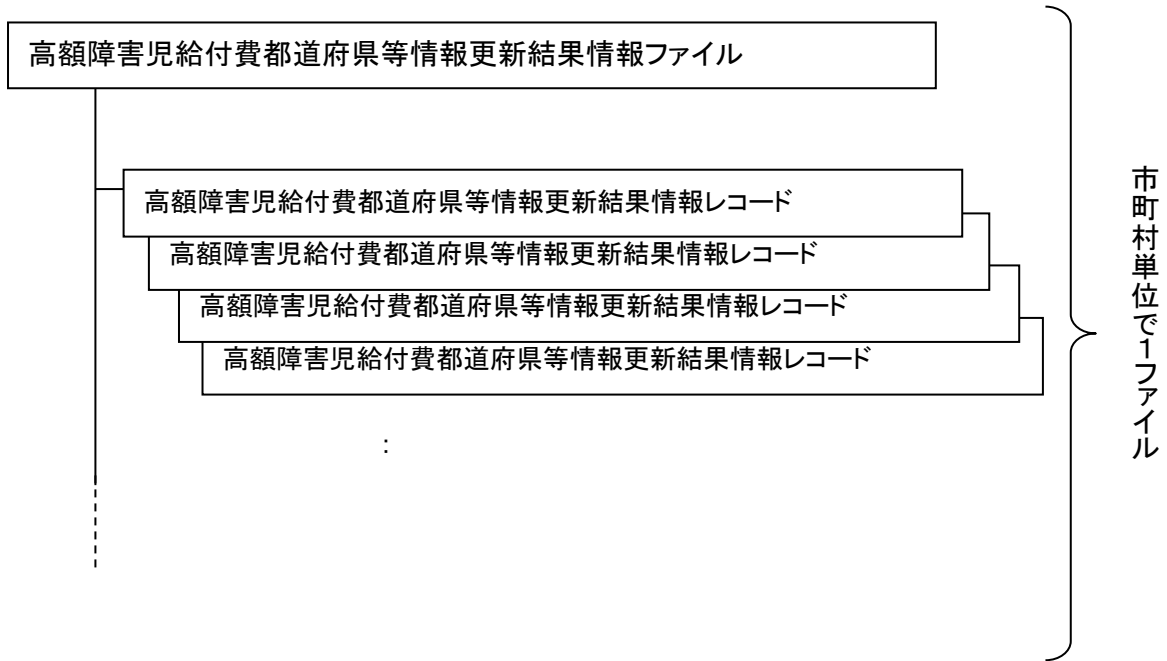 高額障害児給付費都道府県等情報更新結果情報ファイル
高額障害児給付費都道府県等情報更新結果情報レコード
高額障害児給付費都道府県等情報更新結果情報レコード
高額障害児給付費都道府県等情報更新結果情報レコード
高額障害児給付費都道府県等情報更新結果情報レコード
:
市町村単位で1ファイル